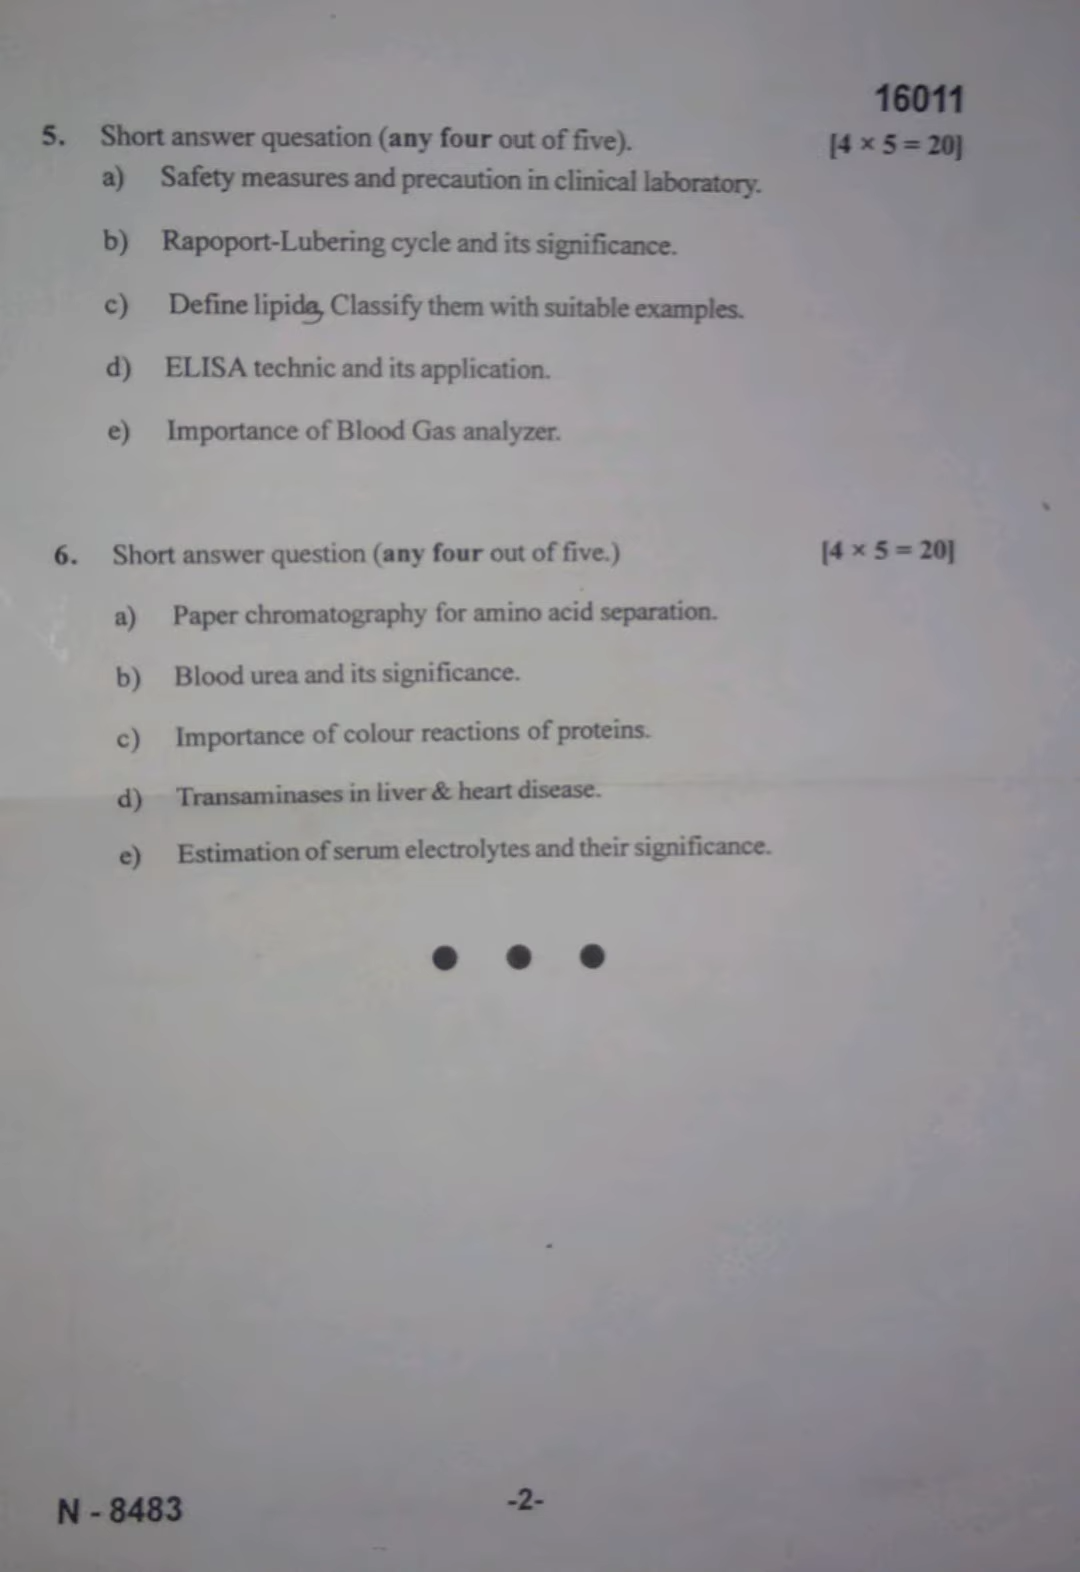 16011
5. Short answer quesation (any four out of five). [4 × 5 = 20]
a) Safety measures and precaution in clinical laboratory.
b) Rapoport-Lubering cycle and its significance.
c) Define lipids, Classify them with suitable examples.
d) ELISA technic and its application.
e) Importance of Blood Gas analyzer.
6. Short answer question (any four out of five.) [4 × 5 = 20]
a) Paper chromatography for amino acid separation.
b) Blood urea and its significance.
c) Importance of colour reactions of proteins.
d) Transaminases in liver & heart disease.
e) Estimation of serum electrolytes and their significance.
● ● ●
N - 8483 -2-